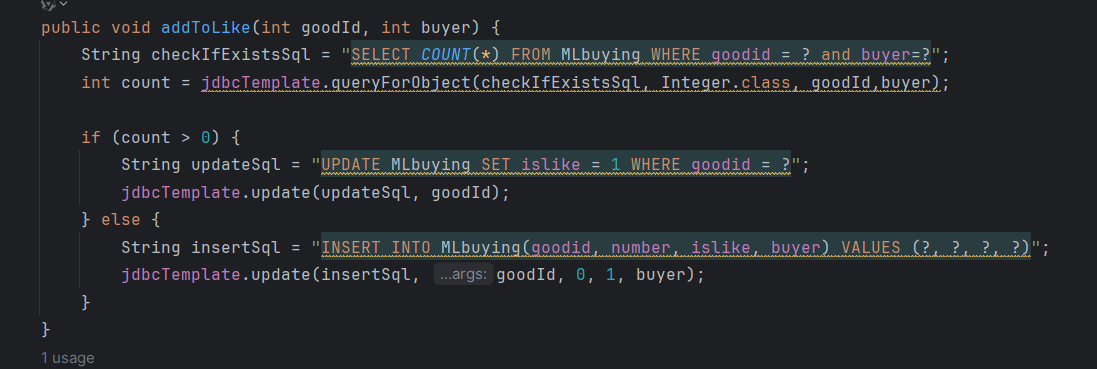 public void addToLike(int goodId, int buyer) {
    String checkIfExistsSql = "SELECT COUNT(*) FROM MLbuying WHERE goodid = ? and buyer=?";
    int count = jdbcTemplate.queryForObject(checkIfExistsSql, Integer.class, goodId,buyer);
    if (count > 0) {
        String updateSql = "UPDATE MLbuying SET islike = 1 WHERE goodid = ?";
        jdbcTemplate.update(updateSql, goodId);
    } else {
        String insertSql = "INSERT INTO MLbuying(goodid, number, islike, buyer) VALUES (?, ?, ?, ?)";
        jdbcTemplate.update(insertSql, ...args: goodId, 0, 1, buyer);
    }
}
1 usage